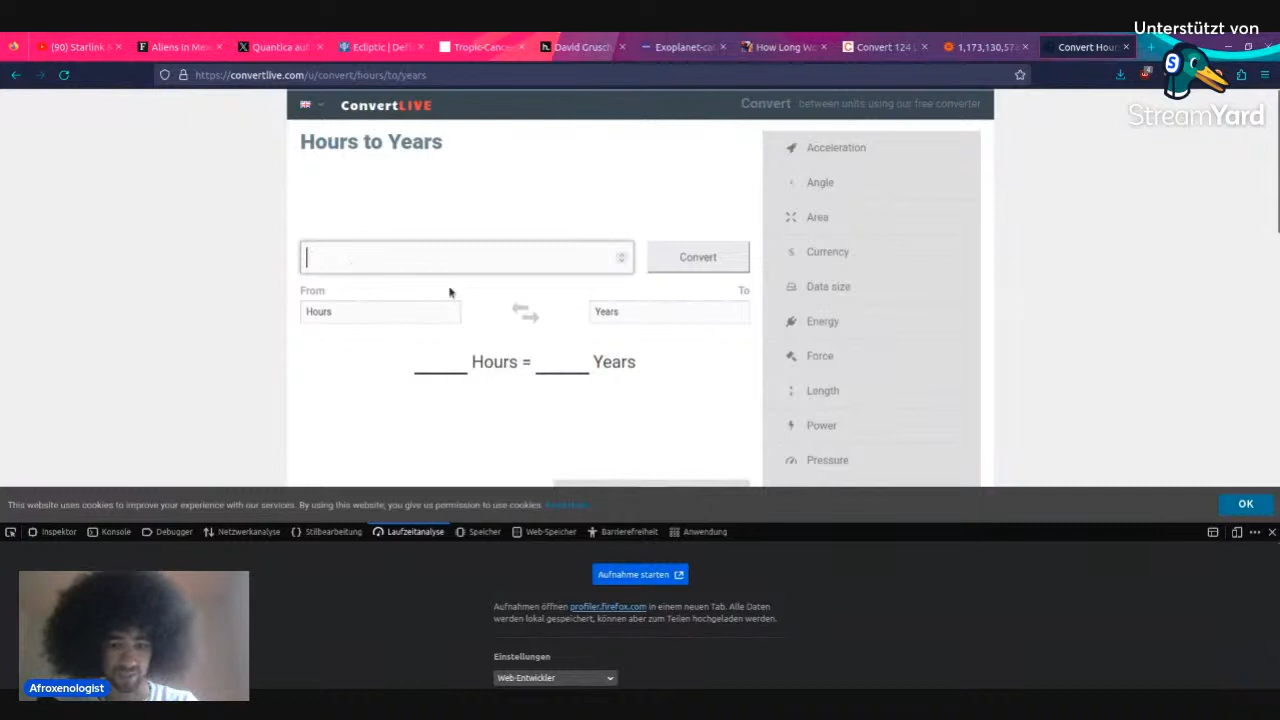 Unterstützt von
StreamYard
(90) Starlink
Aliens In Me
Quantica au
Ecliptic | Def
Tropic-Cance
David Grusch
Exoplanet-ca
How Long W
Convert 124 L
1,173,130,57
Convert Hour
https://convertlive.com/u/convert/hours/to/years
ConvertLIVE
Convert between units using our free converter
Hours to Years
Convert
From
To
Hours
Years
_____ Hours = _____ Years
Acceleration
Angle
Area
Currency
Data size
Energy
Force
Length
Power
Pressure
This website uses cookies to improve your experience with our services. By using this website, you give us permission to use cookies.
OK
Inspektor
Konsole
Debugger
Netzwerkanalyse
Stilbearbeitung
Laufzeitanalyse
Speicher
Web-Speicher
Barrierefreiheit
Anwendung
Aufnahme starten
Aufnahmen öffnen profiler.firefox.com in einem neuen Tab. Alle Daten
werden lokal gespeichert, können aber zum Teilen hochgeladen werden.
Einstellungen
Web-Entwickler
Afroxenologist